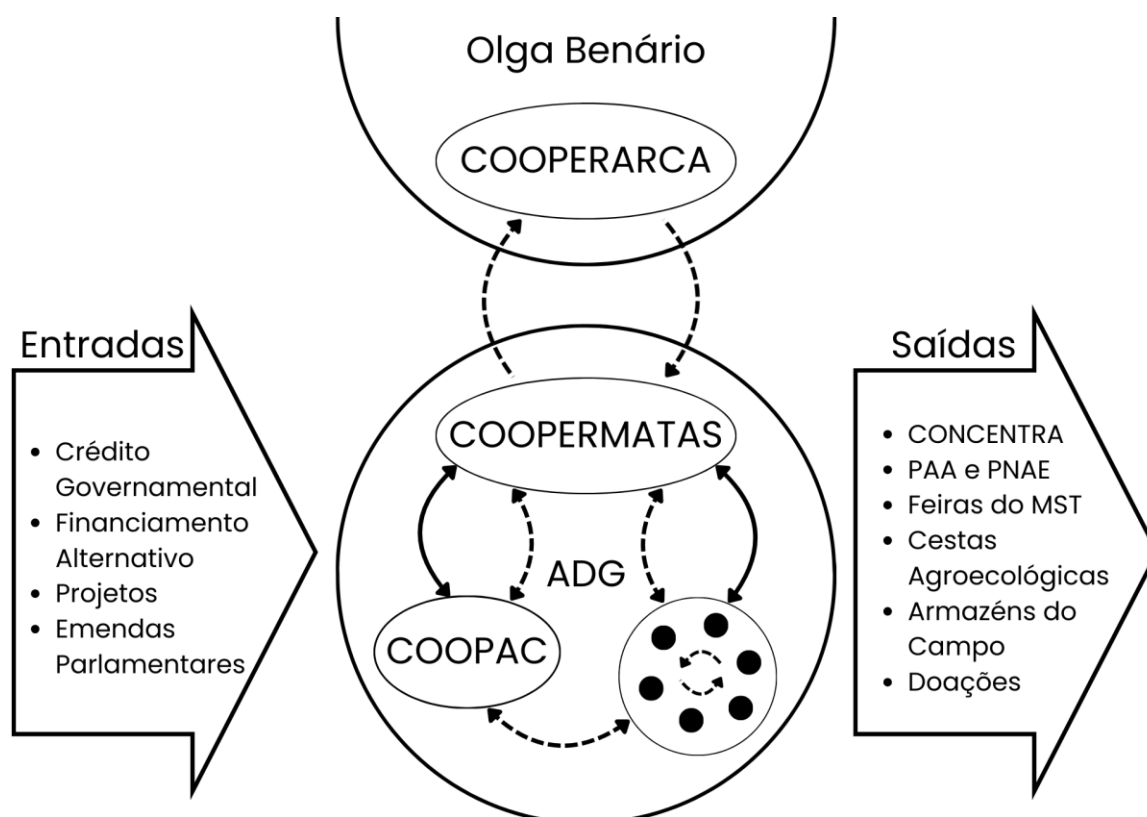 Olga Benário
COOPERARCA
Entradas
• Crédito
Governamental
• Financiamento
Alternativo
• Projetos
• Emendas
Parlamentares
COOPERMATAS
ADG
COOPAC
Saídas
• CONCENTRA
• PAA e PNAE
• Feiras do MST
• Cestas
Agroecológicas
• Armazéns do
Campo
• Doações